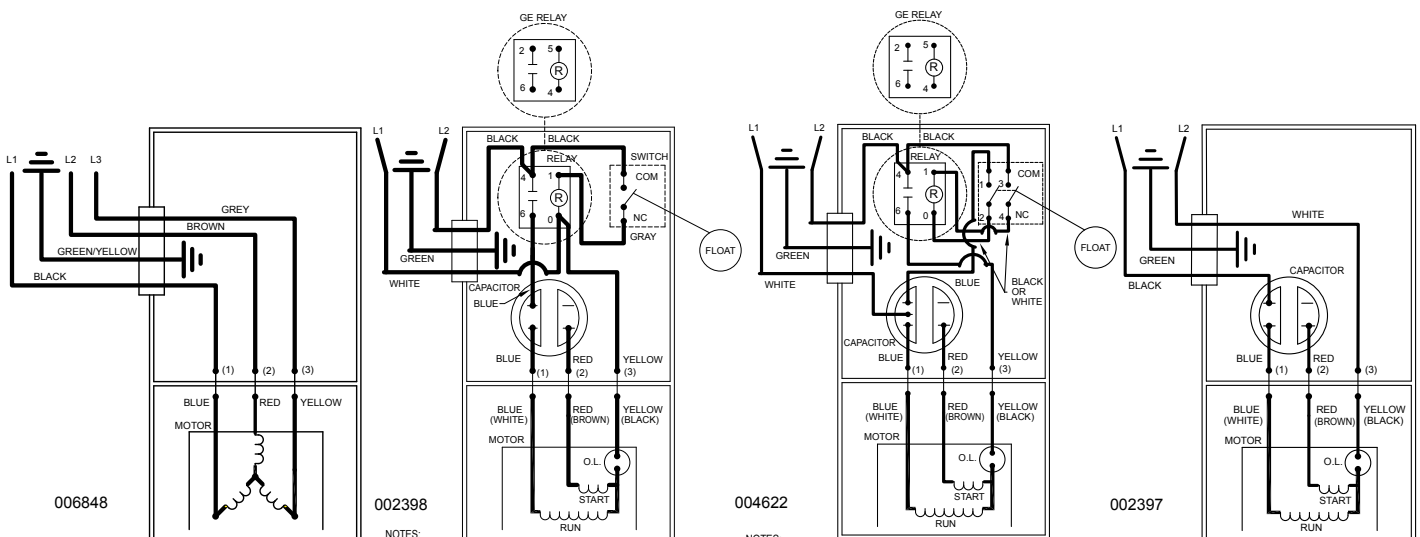 GE RELAY
2 5
R
6 4
GE RELAY
2 5
R
6 4
L1 L2 L3
GREY
BROWN
GREEN/YELLOW
BLACK
(1) (2) (3)
BLUE RED YELLOW
MOTOR
006848
L1 L2
BLACK BLACK
RELAY
SWITCH
4 1
COM
R
6 0
NC
GRAY
FLOAT
GREEN
WHITE
CAPACITOR
BLUE
BLUE RED YELLOW
(1) (2) (3)
BLUE
(WHITE)
RED
(BROWN)
YELLOW
(BLACK)
MOTOR
O.L.
START
RUN
002398
NOTES:
L1 L2
BLACK BLACK
RELAY
4 1
COM
1 3
R
6 0
2 4
NC
FLOAT
GREEN
WHITE
BLUE
BLACK
OR
WHITE
CAPACITOR
BLUE RED YELLOW
(1) (2) (3)
BLUE
(WHITE)
RED
(BROWN)
YELLOW
(BLACK)
MOTOR
O.L.
START
RUN
004622
L1 L2
WHITE
GREEN
BLACK
CAPACITOR
BLUE RED
(1) (2) (3)
BLUE
(WHITE)
RED
(BROWN)
YELLOW
(BLACK)
MOTOR
O.L.
START
RUN
002397